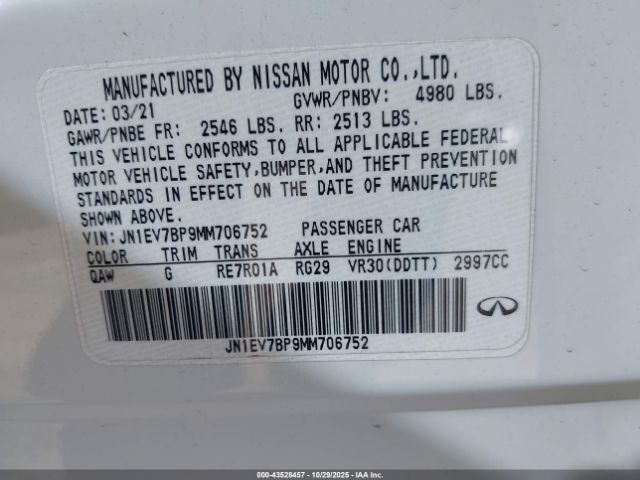 MANUFACTURED BY NISSAN MOTOR CO.,LTD.
DATE: 03/21 GVWR/PNBV: 4980 LBS.
GAWR/PNBE FR: 2546 LBS. RR: 2513 LBS.
THIS VEHICLE CONFORMS TO ALL APPLICABLE FEDERAL
MOTOR VEHICLE SAFETY,BUMPER,AND THEFT PREVENTION
STANDARDS IN EFFECT ON THE DATE OF MANUFACTURE
SHOWN ABOVE.
VIN: JN1EV7BP9MM706752 PASSENGER CAR
COLOR TRIM TRANS AXLE ENGINE
QAW G RE7R01A RG29 VR30(DDTT) 2997CC
JN1EV7BP9MM706752
000-43528457 - 10/29/2025 - IAAI.COM